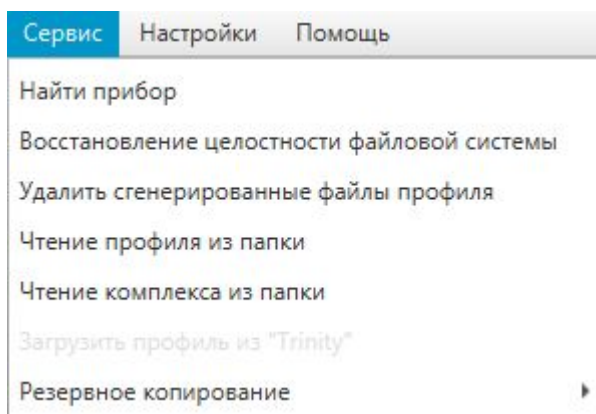 Сервис Настройки Помощь
Найти прибор
Восстановление целостности файловой системы
Удалить сгенерированные файлы профиля
Чтение профиля из папки
Чтение комплекса из папки
Загрузить профиль из "Trinity"
Резервное копирование